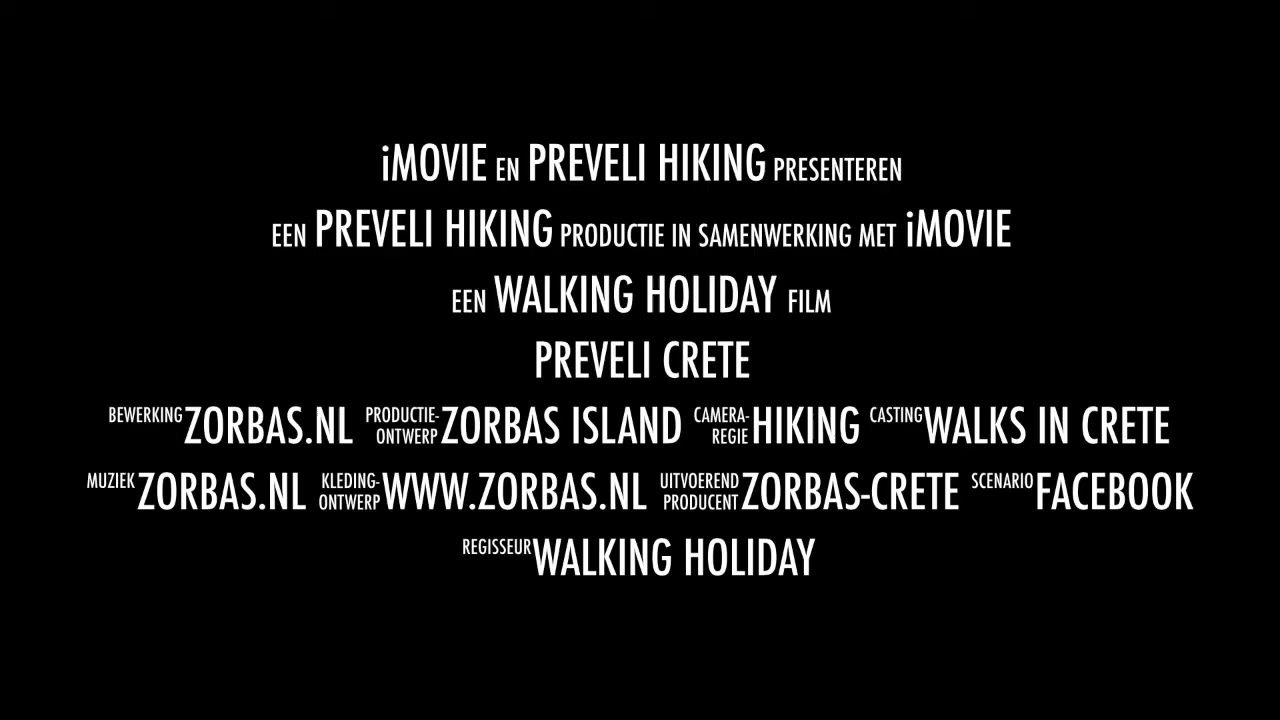 iMOVIE EN PREVELI HIKING PRESENTEREN
EEN PREVELI HIKING PRODUCTIE IN SAMENWERKING MET iMOVIE
EEN WALKING HOLIDAY FILM
PREVELI CRETE
BEWERKING ZORBAS.NL PRODUCTIE-ONTWERP ZORBAS ISLAND CAMERA-REGIE HIKING CASTING WALKS IN CRETE
MUZIEK ZORBAS.NL KLEDING-ONTWERP WWW.ZORBAS.NL UITVOEREND PRODUCENT ZORBAS-CRETE SCENARIO FACEBOOK
REGISSEUR WALKING HOLIDAY